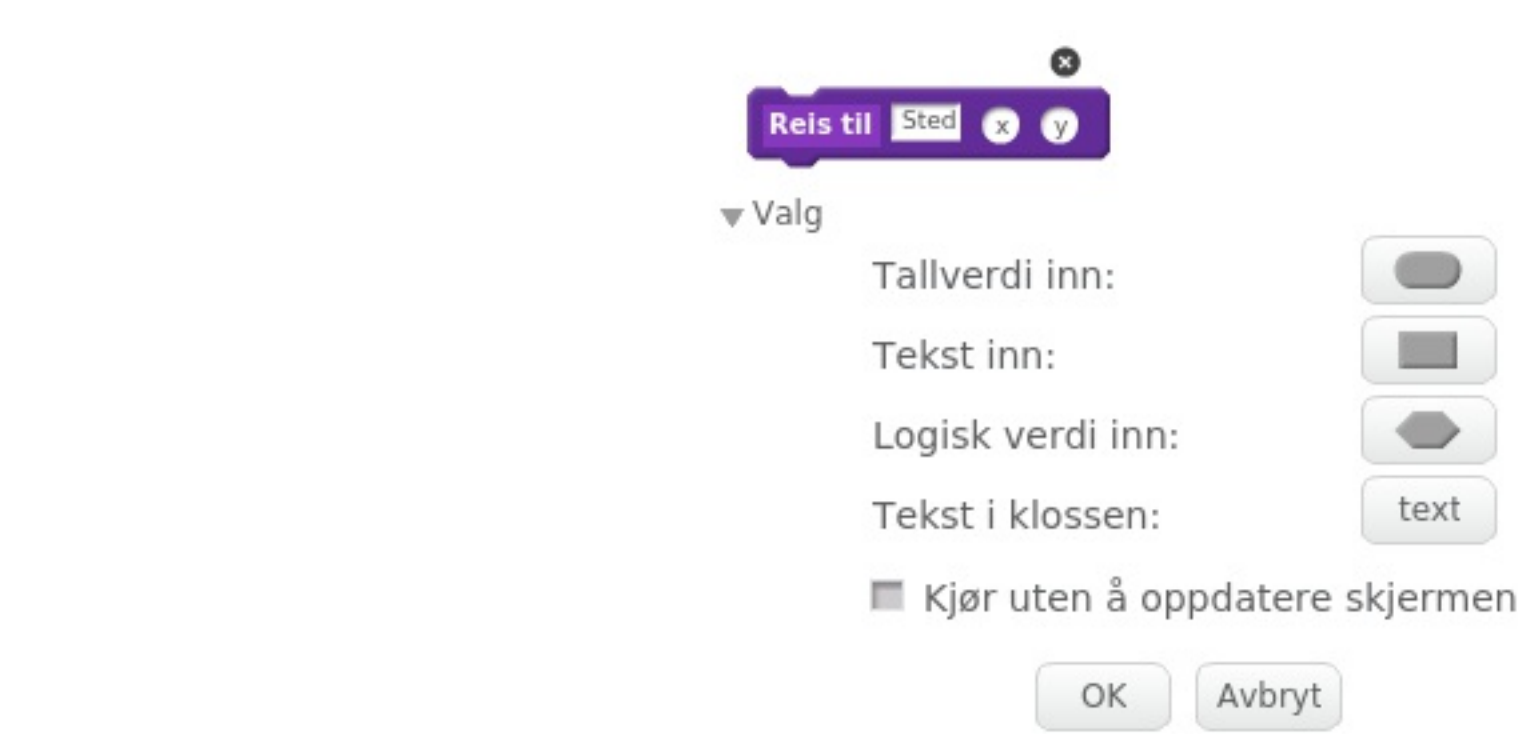 Reis til Sted x y
Valg
Tallverdi inn:
Tekst inn:
Logisk verdi inn:
Tekst i klossen: text
Kjør uten å oppdatere skjermen
OK Avbryt